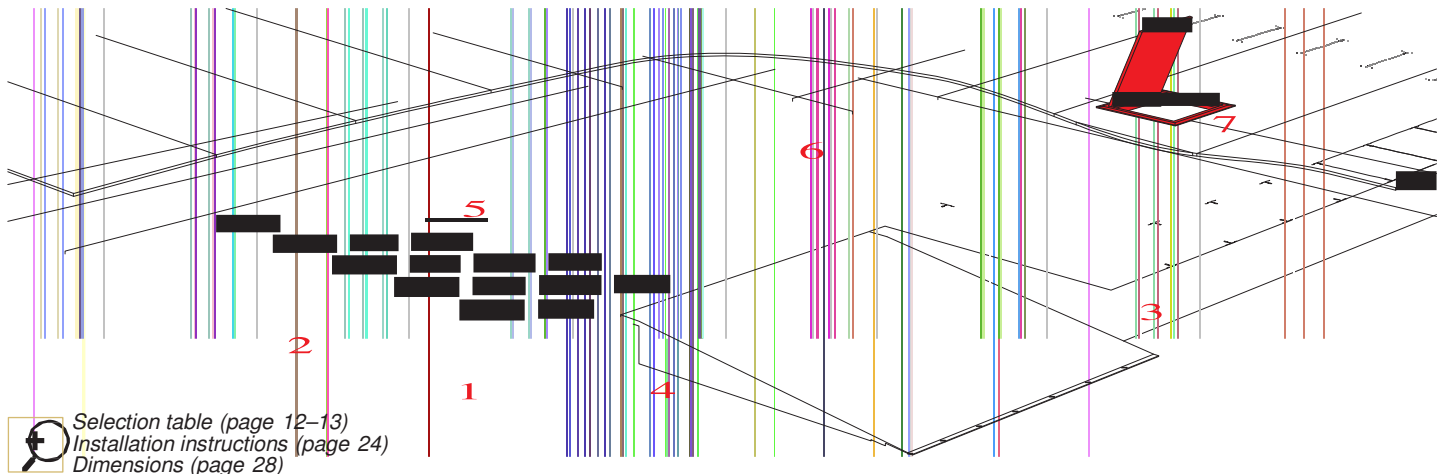 7
6
5
3
2
1
4
Selection table (page 12–13)
Installation instructions (page 24)
Dimensions (page 28)